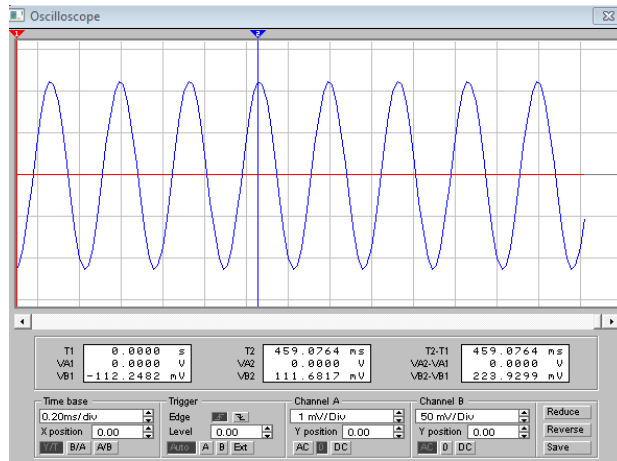 Oscilloscope
1 2
T1 0.0000 s T2 459.0764 ms T2-T1 459.0764 ms
VA1 0.0000 V VA2 0.0000 V VA2-VA1 0.0000 V
VB1 -112.2482 mV VB2 111.6817 mV VB2-VB1 223.9299 mV
Time base Trigger Channel A Channel B
0.20ms/div Edge 1 mV/Div 50 mV/Div Reduce
X position 0.00 Level 0.00 Y position 0.00 Y position 0.00 Reverse
Y/T B/A A/B Auto A B Ext AC 0 DC AC 0 DC Save